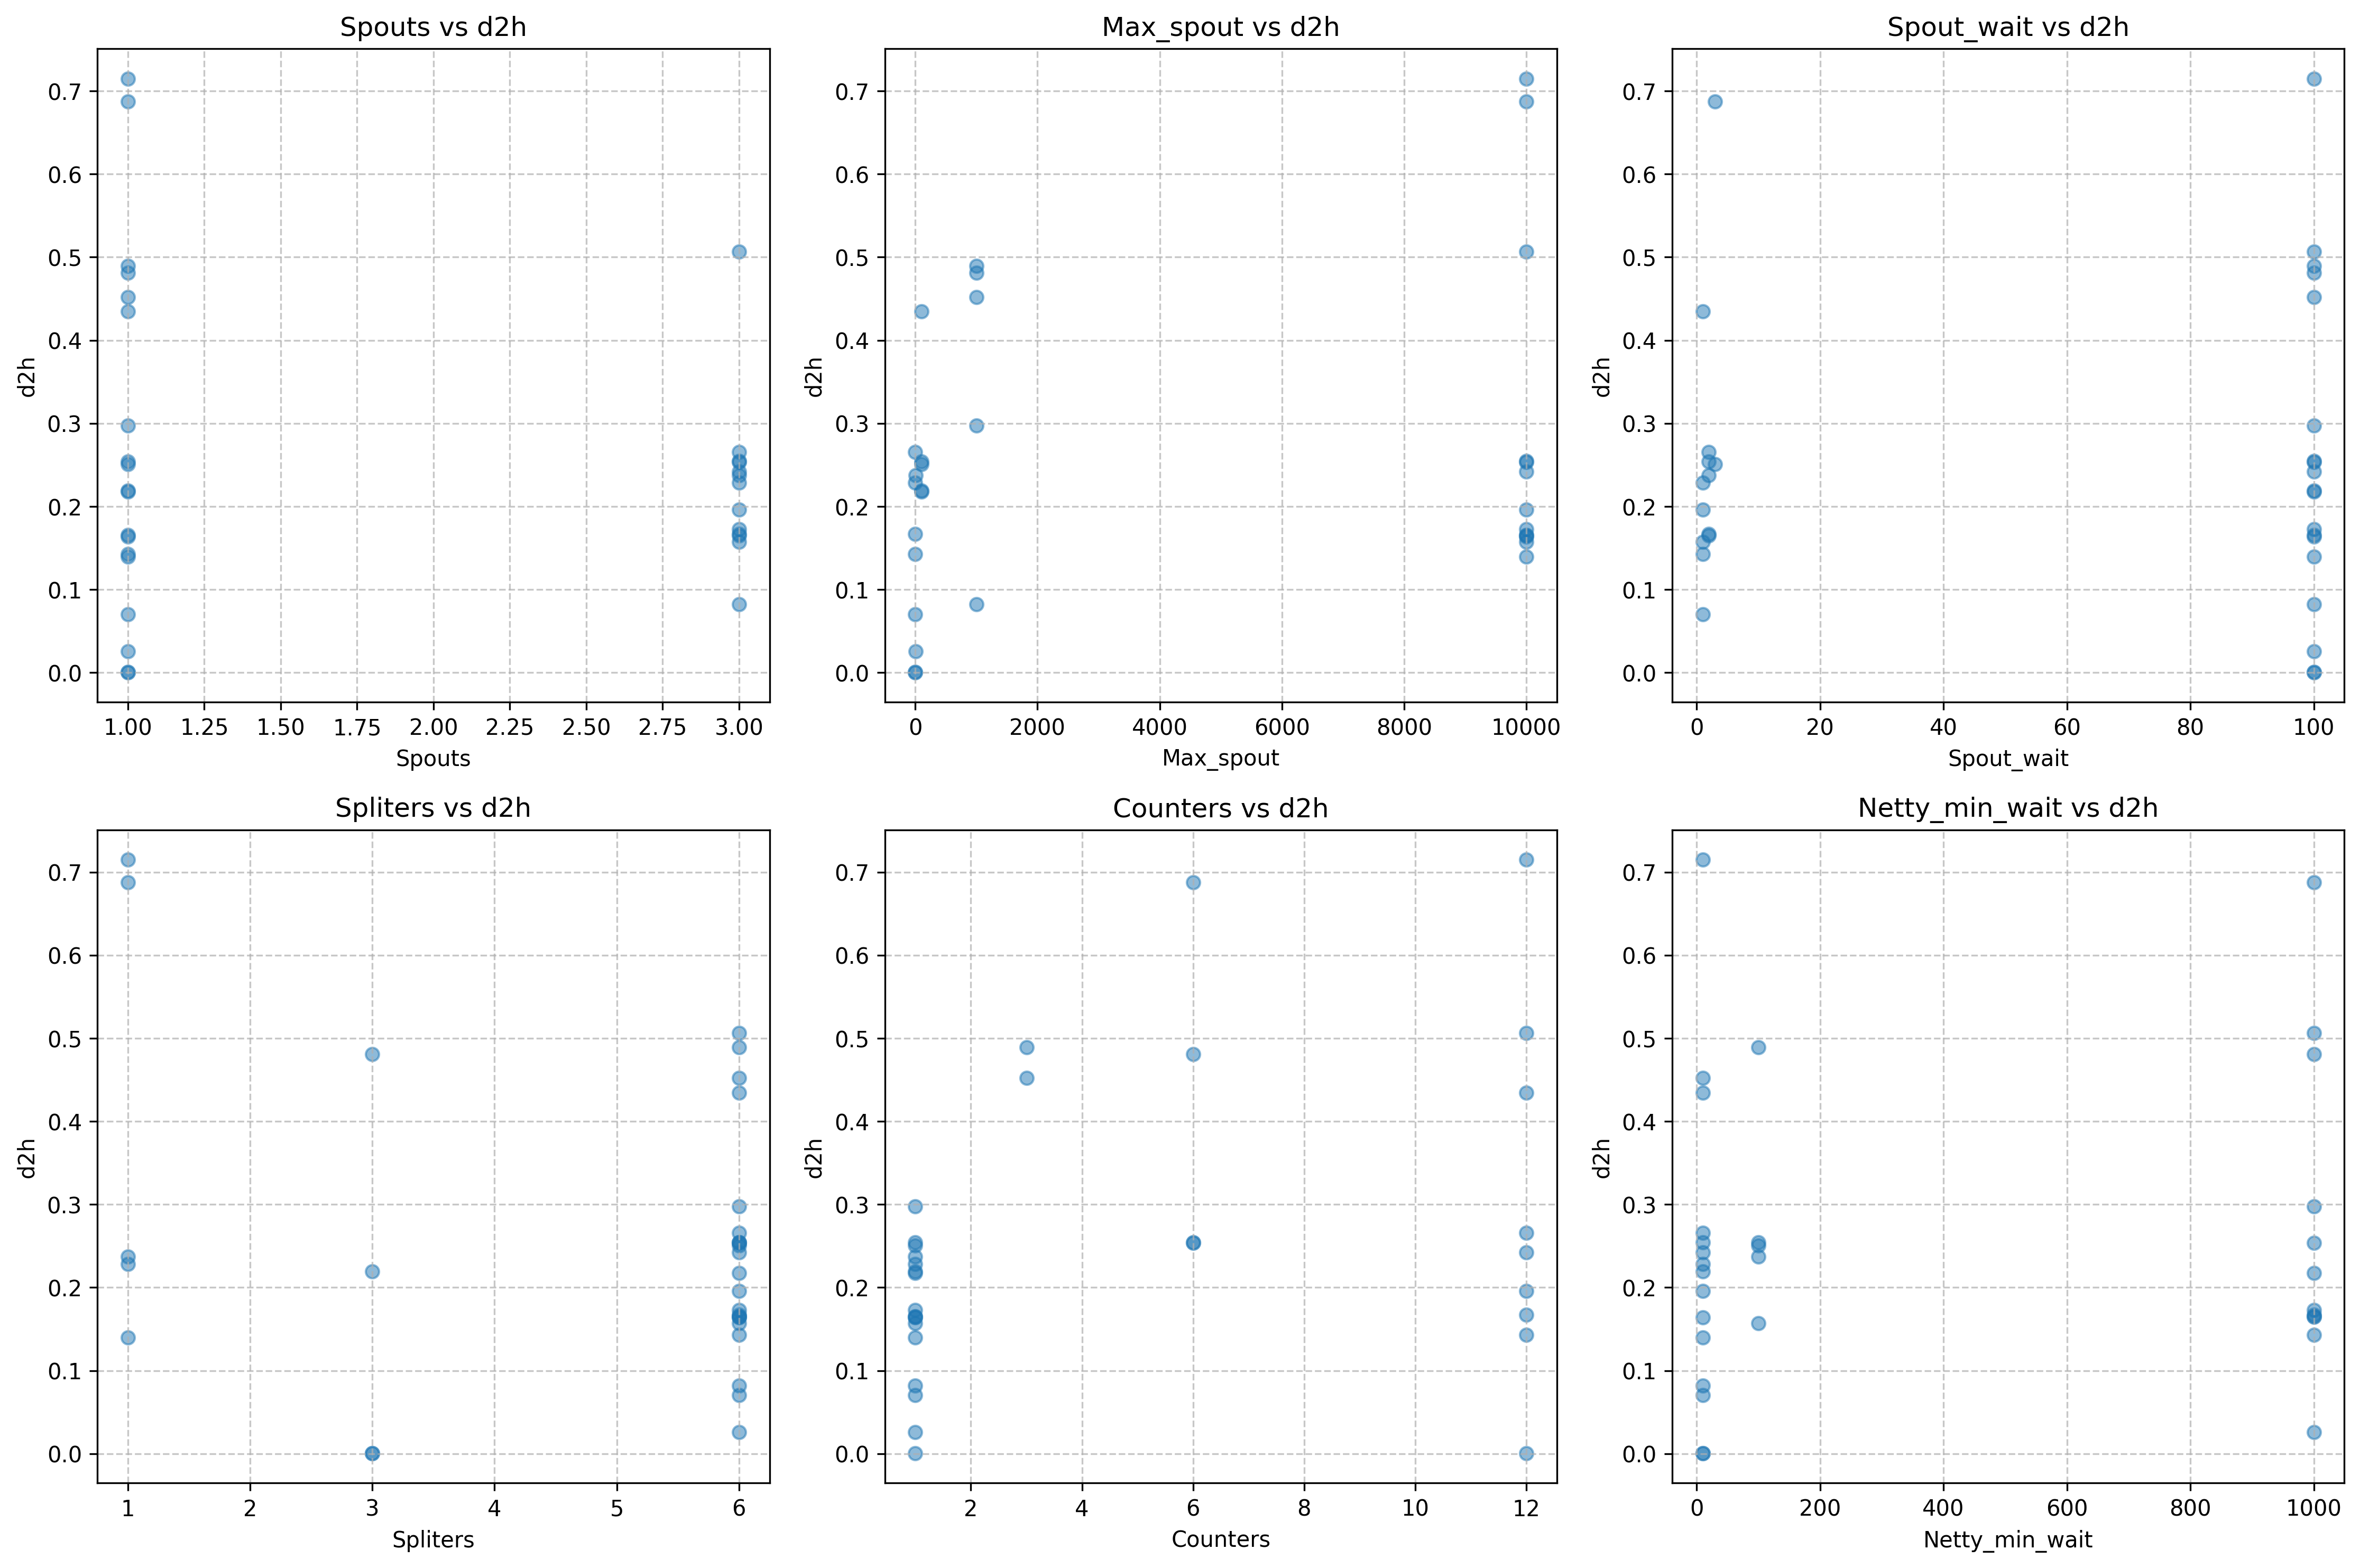 Spouts vs d2h
0.7
0.6
0.5
0.4
0.3
0.2
0.1
0.0
d2h
1.00 1.25 1.50 1.75 2.00 2.25 2.50 2.75 3.00
Spouts
Max_spout vs d2h
0.7
0.6
0.5
0.4
0.3
0.2
0.1
0.0
d2h
0 2000 4000 6000 8000 10000
Max_spout
Spout_wait vs d2h
0.7
0.6
0.5
0.4
0.3
0.2
0.1
0.0
d2h
0 20 40 60 80 100
Spout_wait
Spliters vs d2h
0.7
0.6
0.5
0.4
0.3
0.2
0.1
0.0
d2h
1 2 3 4 5 6
Spliters
Counters vs d2h
0.7
0.6
0.5
0.4
0.3
0.2
0.1
0.0
d2h
2 4 6 8 10 12
Counters
Netty_min_wait vs d2h
0.7
0.6
0.5
0.4
0.3
0.2
0.1
0.0
d2h
0 200 400 600 800 1000
Netty_min_wait